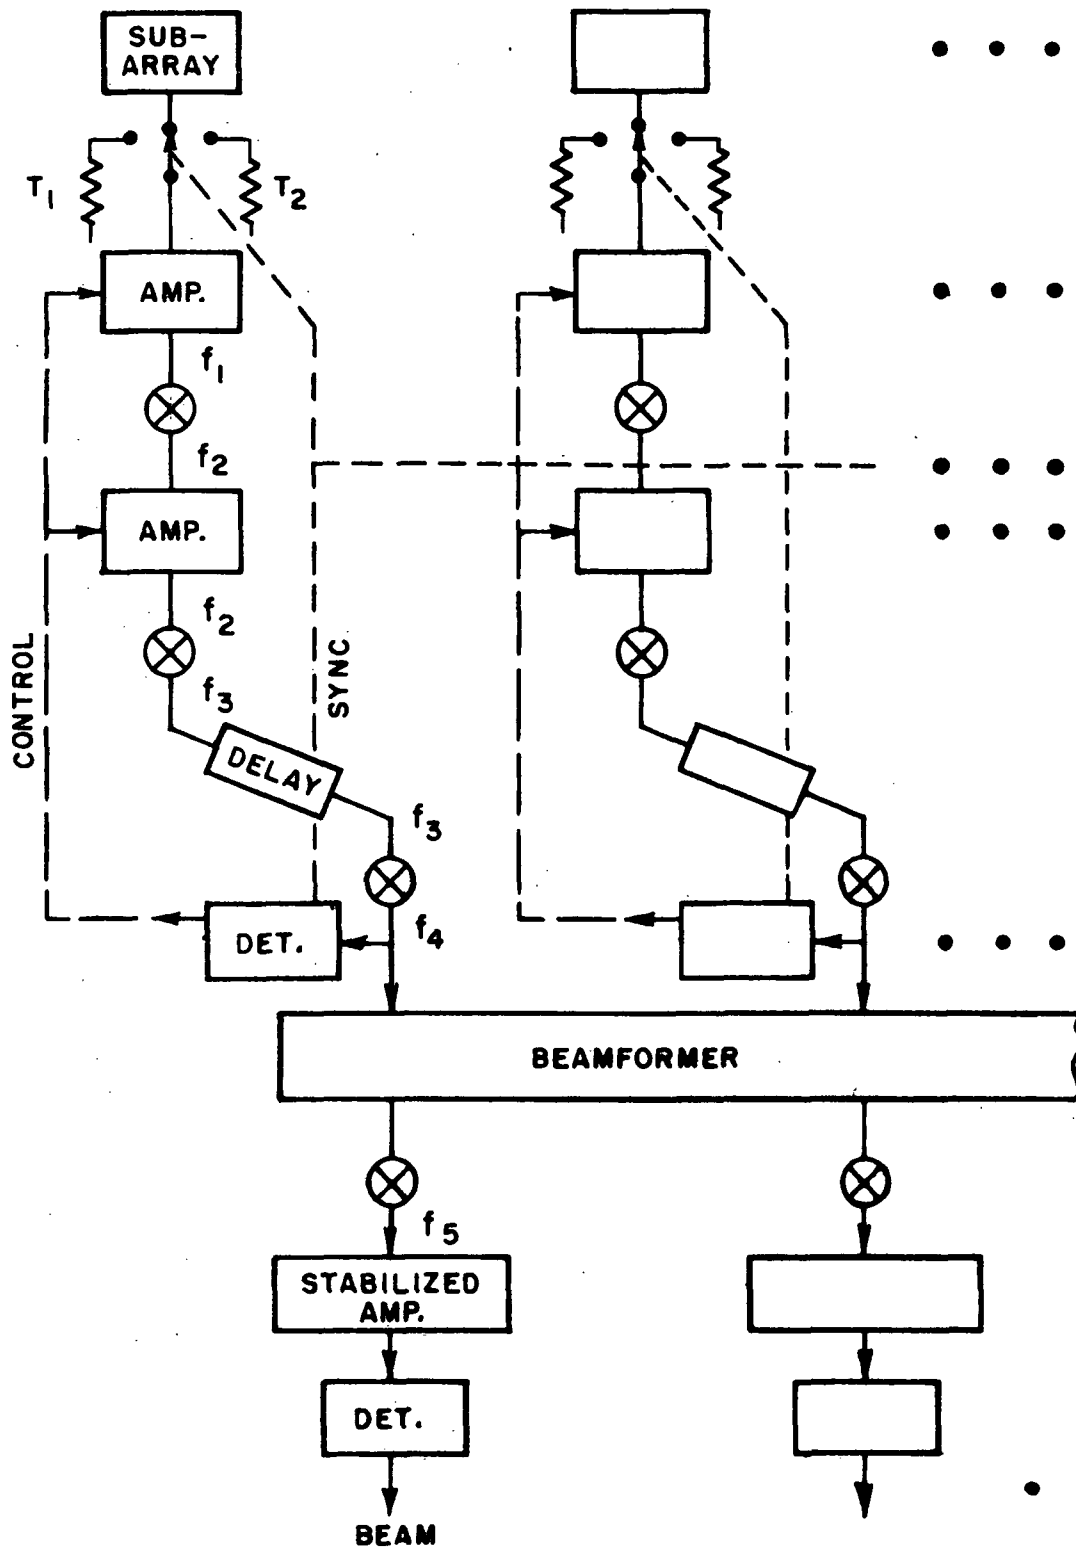 SUB-
ARRAY
T1
T2
AMP.
f1
f2
AMP.
f2
CONTROL
SYNC
f3
DELAY
f3
DET.
f4
BEAMFORMER
f5
STABILIZED
AMP.
DET.
BEAM